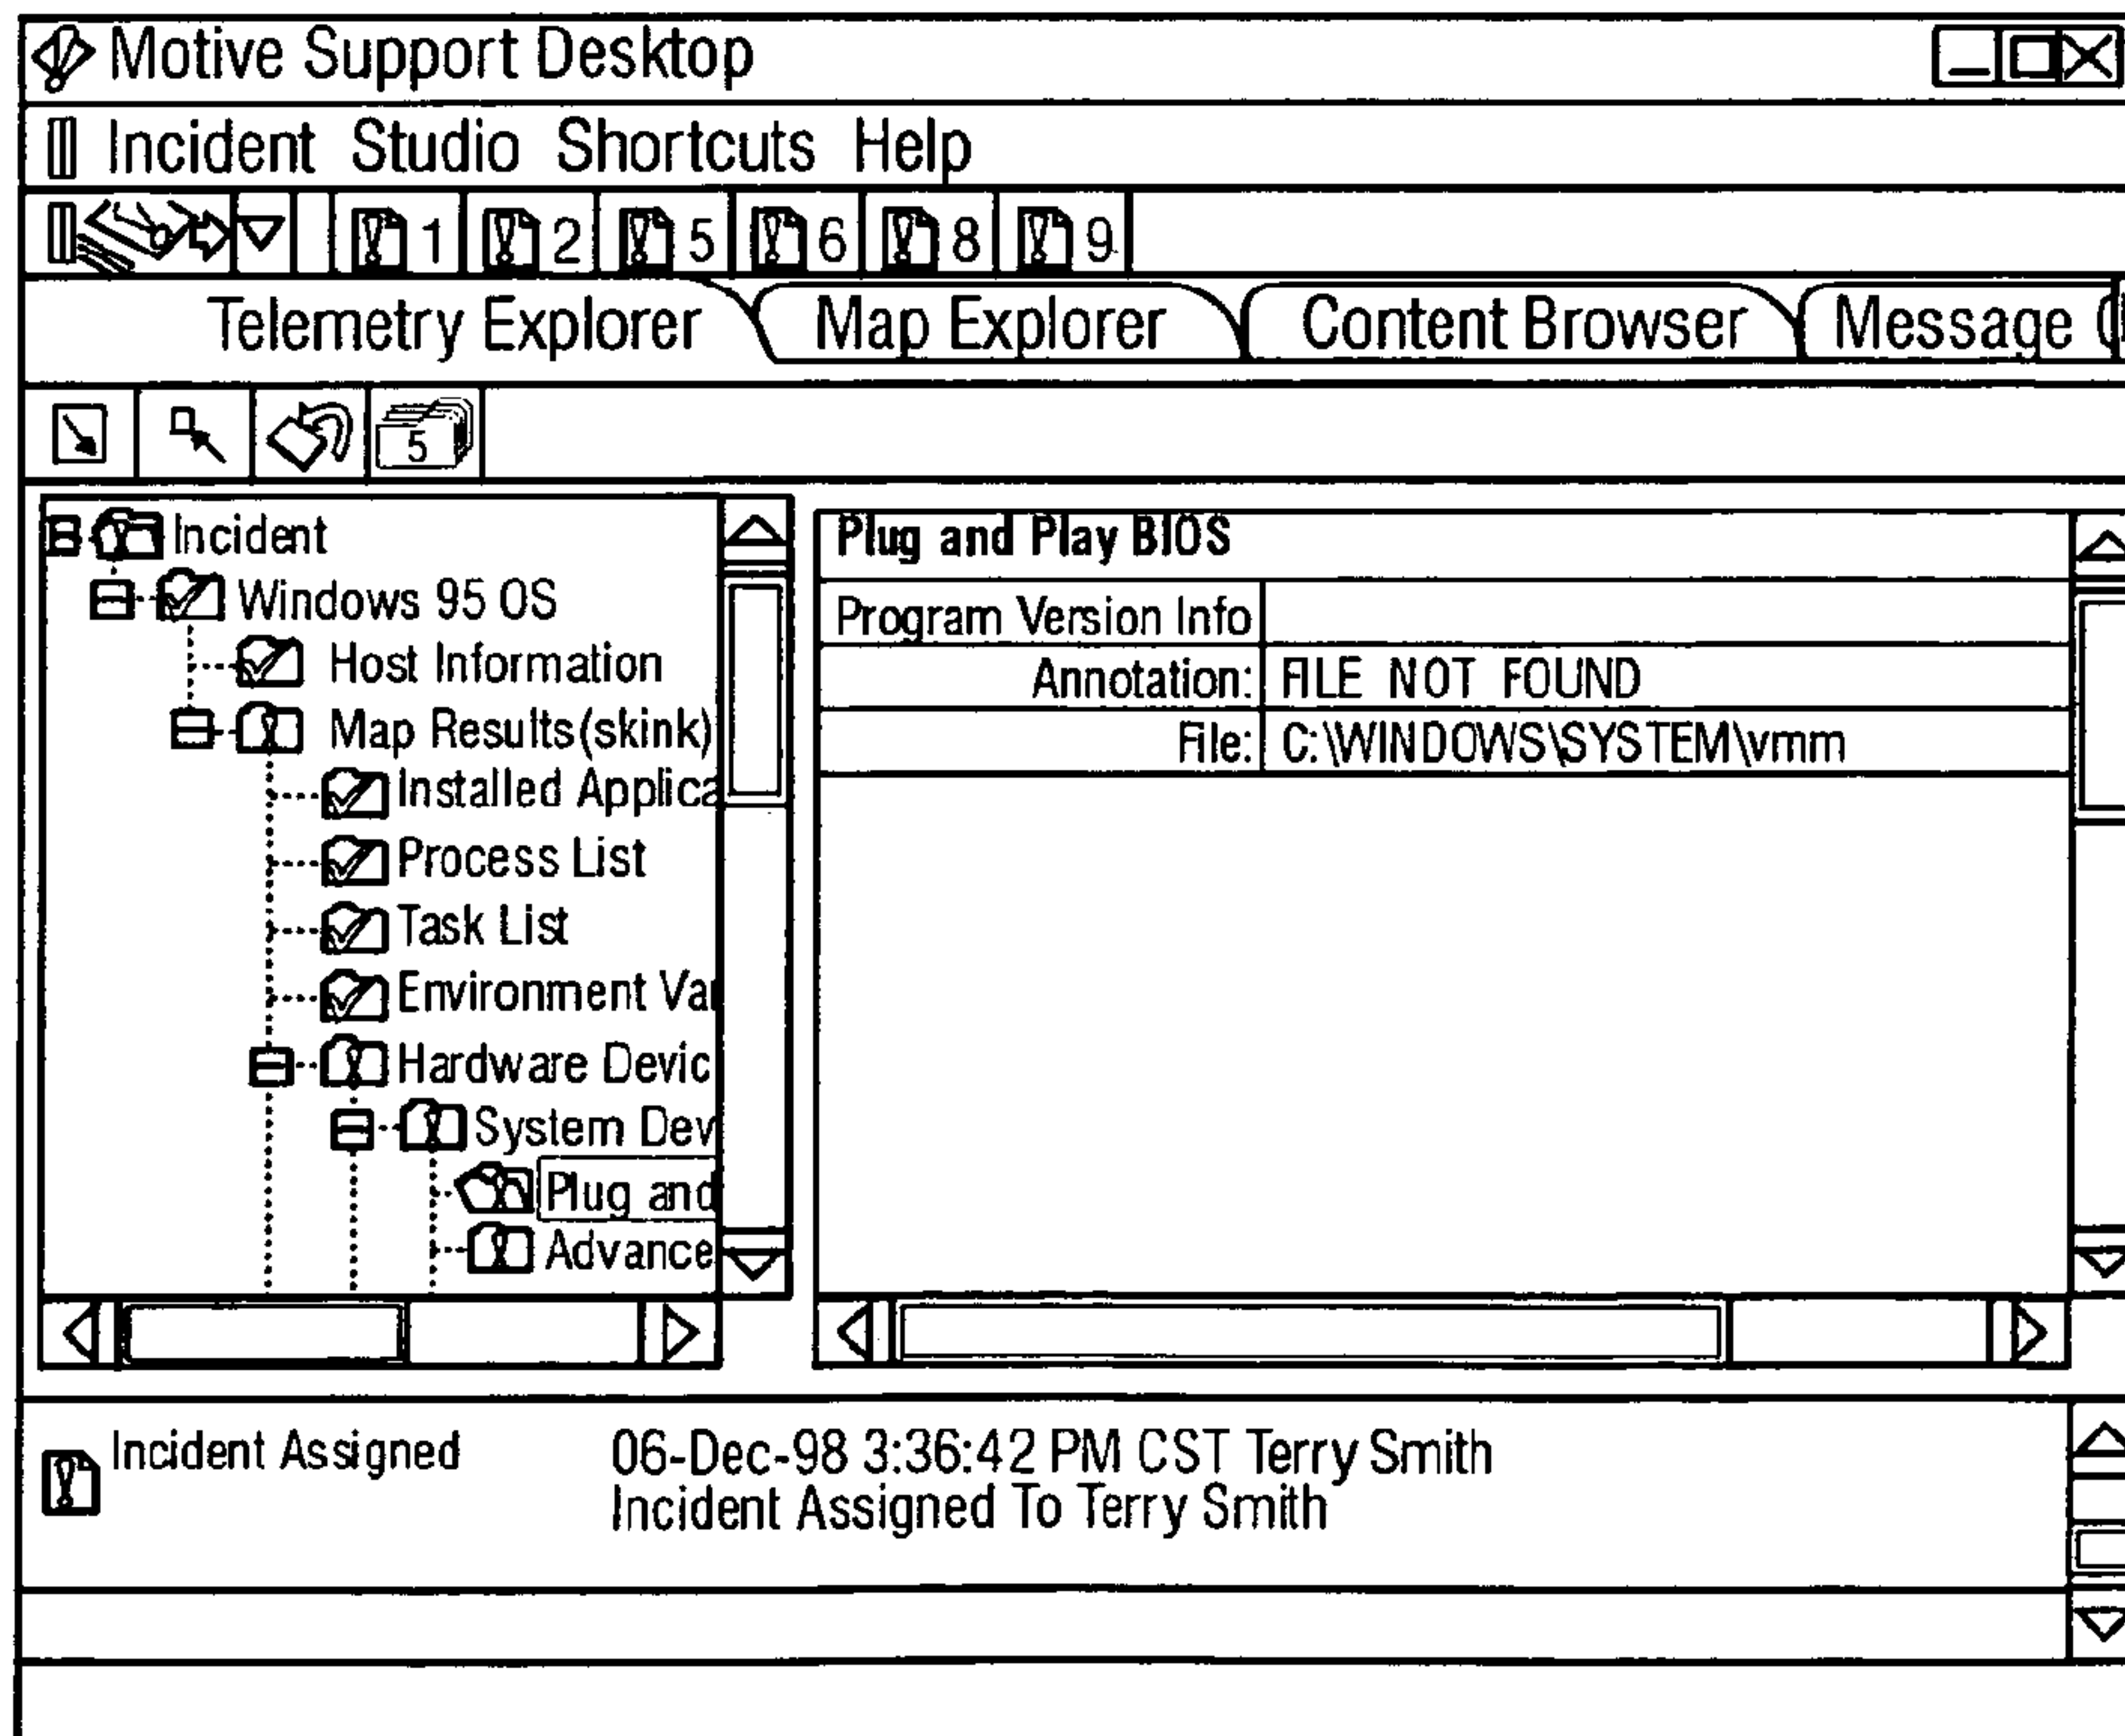 Motive Support Desktop
Incident Studio Shortcuts Help
1 2 5 6 8 9
Telemetry Explorer Map Explorer Content Browser Message
5
Incident
Windows 95 OS
Host Information
Map Results(skink)
Installed Applica
Process List
Task List
Environment Var
Hardware Devic
System Dev
Plug and
Advance
Plug and Play BIOS
Program Version Info
Annotation: FILE NOT FOUND
File: C:\WINDOWS\SYSTEM\vmm
Incident Assigned 06-Dec-98 3:36:42 PM CST Terry Smith
Incident Assigned To Terry Smith